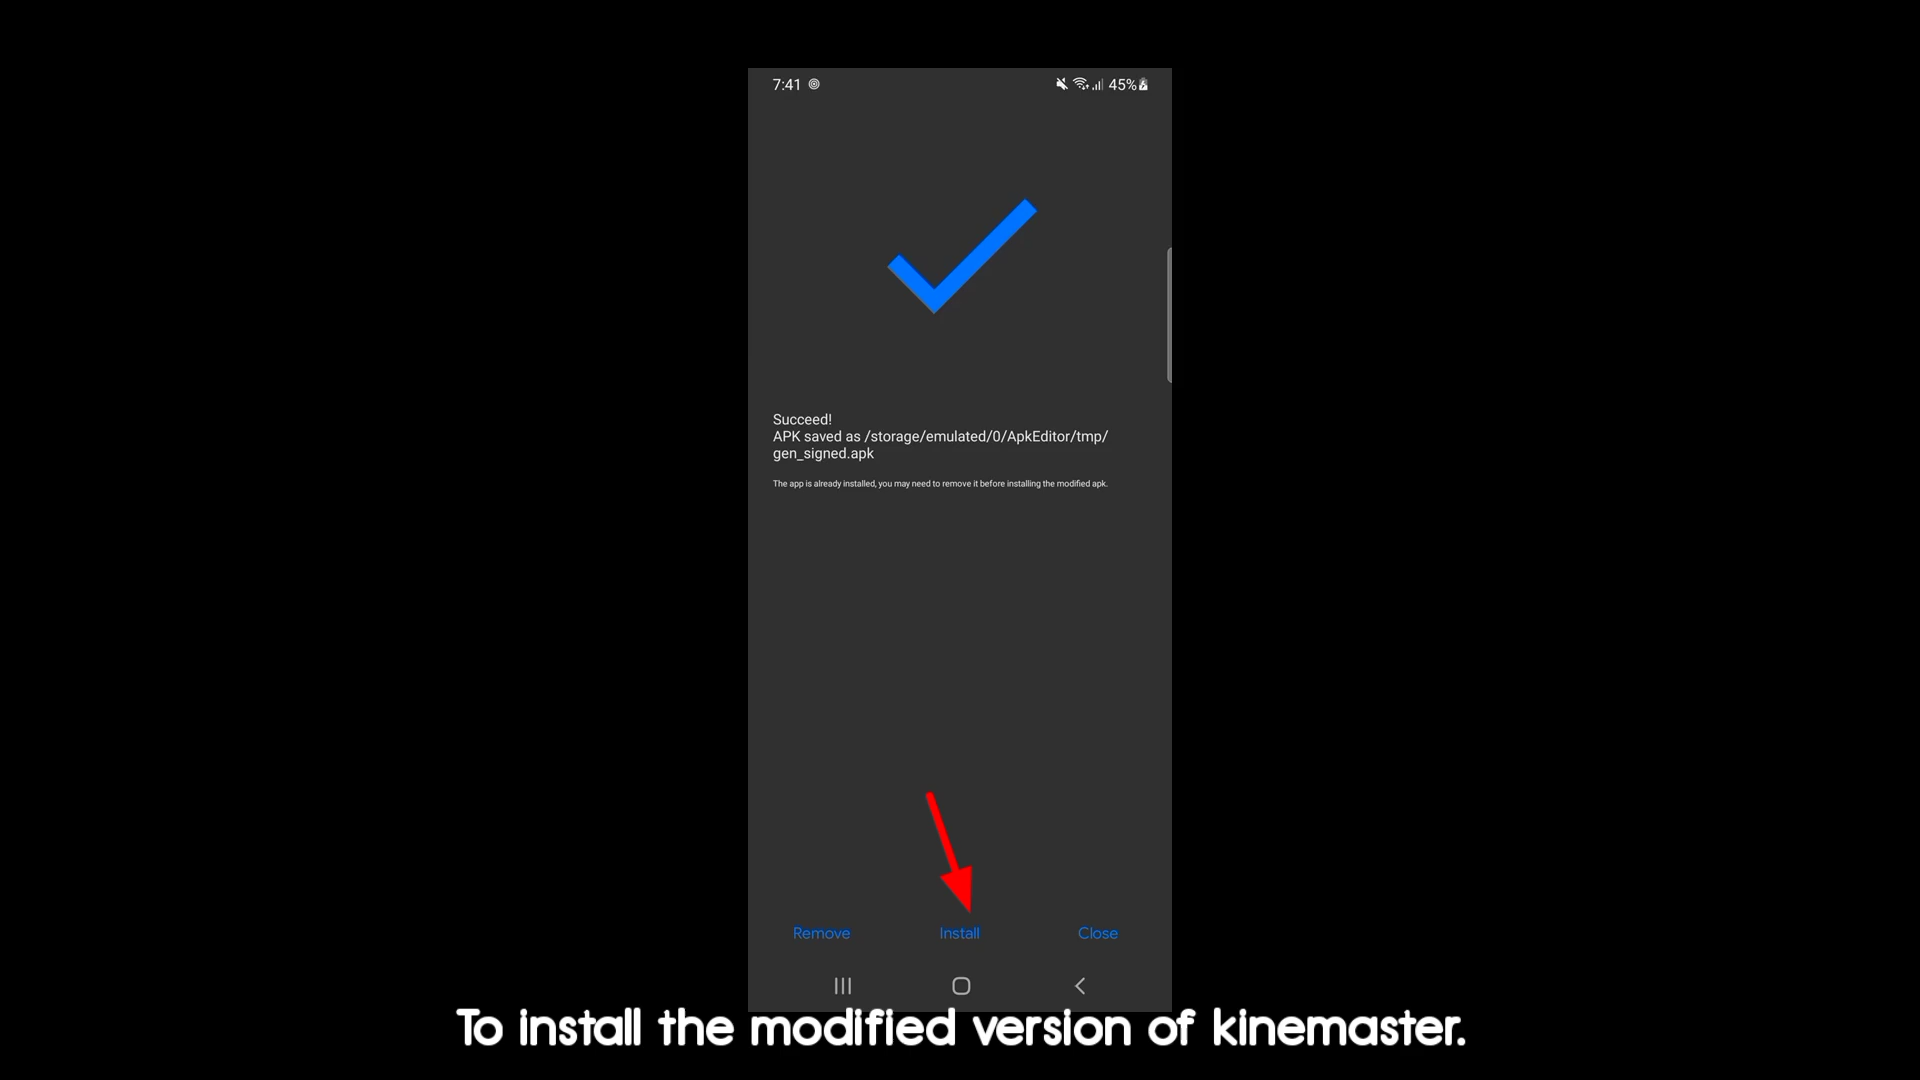 7:41 45%
Succeed!
APK saved as /storage/emulated/0/ApkEditor/tmp/
gen_signed.apk
The app is already installed, you may need to remove it before installing the modified apk.
Remove Install Close
To install the modified version of kinemaster.